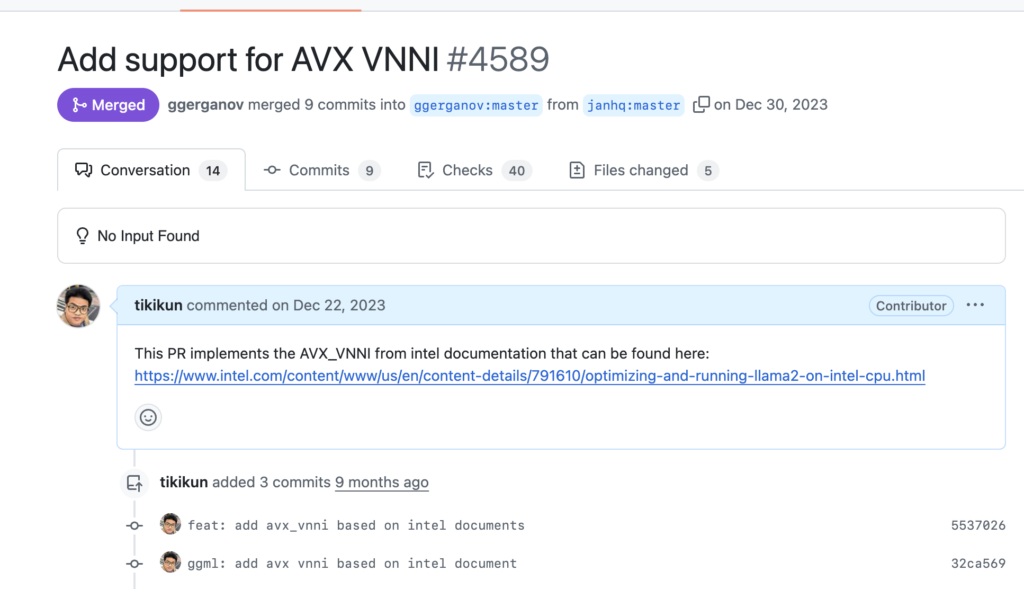 Add support for AVX VNNI #4589
Merged ggerganov merged 9 commits into ggerganov:master from janhq:master on Dec 30, 2023
Conversation 14 Commits 9 Checks 40 Files changed 5
No Input Found
tikikun commented on Dec 22, 2023 Contributor ...
This PR implements the AVX_VNNI from intel documentation that can be found here:
https://www.intel.com/content/www/us/en/content-details/791610/optimizing-and-running-llama2-on-intel-cpu.html
tikikun added 3 commits 9 months ago
feat: add avx_vnni based on intel documents 5537026
ggml: add avx vnni based on intel document 32ca569